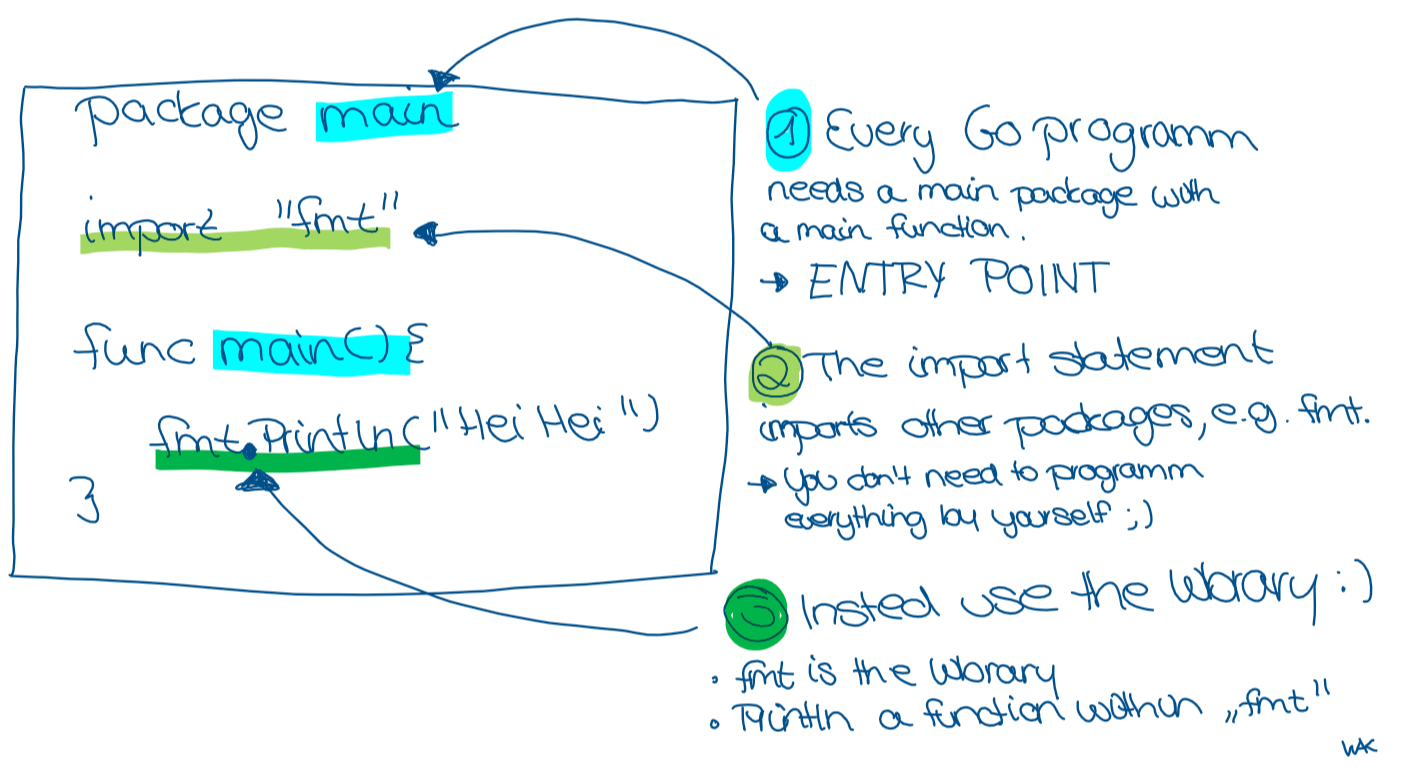 package main
import "fmt"
func main() {
fmt.Println("Hei Hei")
}
① Every Go programm
needs a main package with
a main function.
→ ENTRY POINT
② The import statement
imports other packages, e.g. fmt.
→ You don't need to programm
everything by yourself ;)
③ Insted use the library :)
• fmt is the library
• Println a function within „fmt"